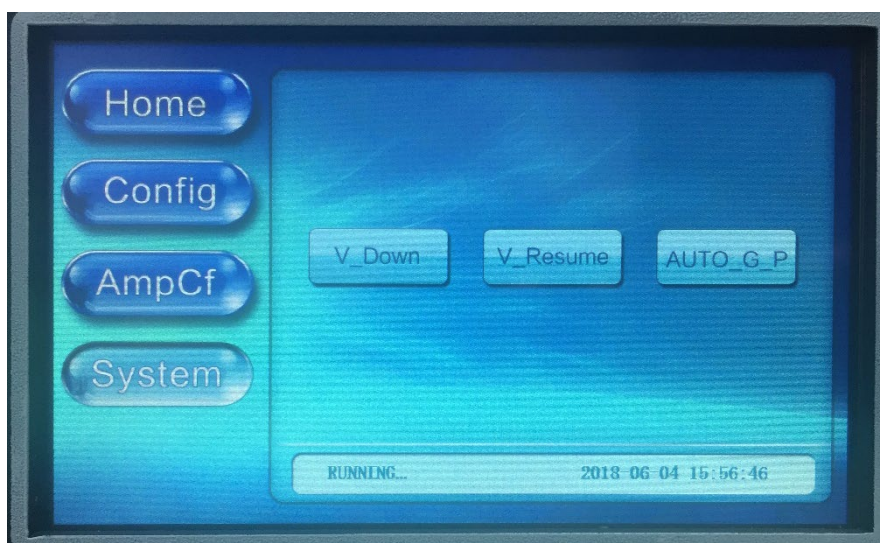 Home
Config
AmpCf
System
V_Down V_Resume AUTO_G_P
RUNNING... 2018 06 04 15:56:46